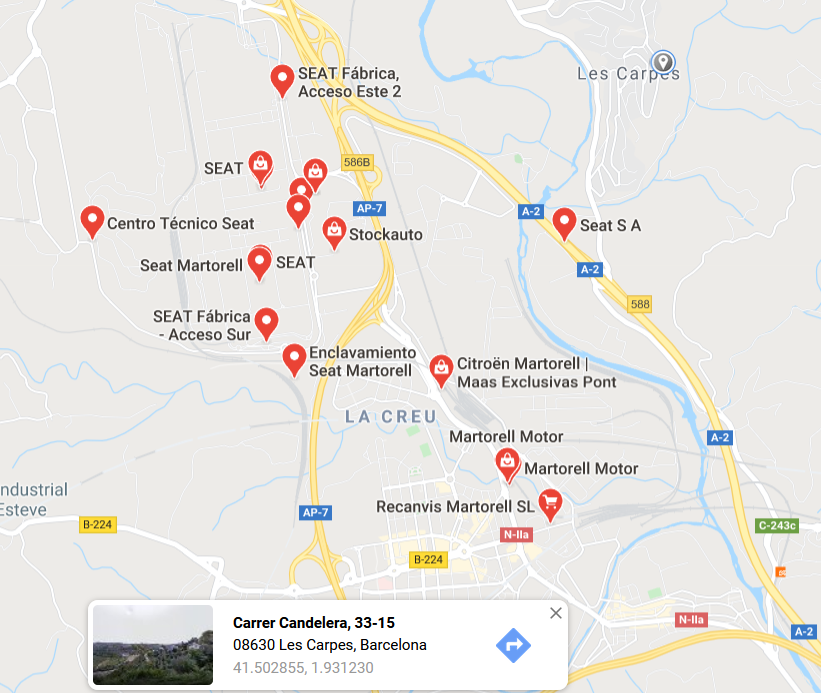 SEAT Fábrica,
Acceso Este 2
Les Carpes
SEAT
586B
AP-7
A-2
Centro Técnico Seat
Stockauto
Seat S A
Seat Martorell
SEAT
A-2
588
SEAT Fábrica
- Acceso Sur
Enclavamiento
Seat Martorell
Citroën Martorell |
Maas Exclusivas Pont
LA CREU
Martorell Motor
A-2
Martorell Motor
ndustrial
Esteve
Recanvis Martorell SL
AP-7
B-224
N-IIa
C-243c
B-224
Carrer Candelera, 33-15
08630 Les Carpes, Barcelona
41.502855, 1.931230
N-IIa
A-2